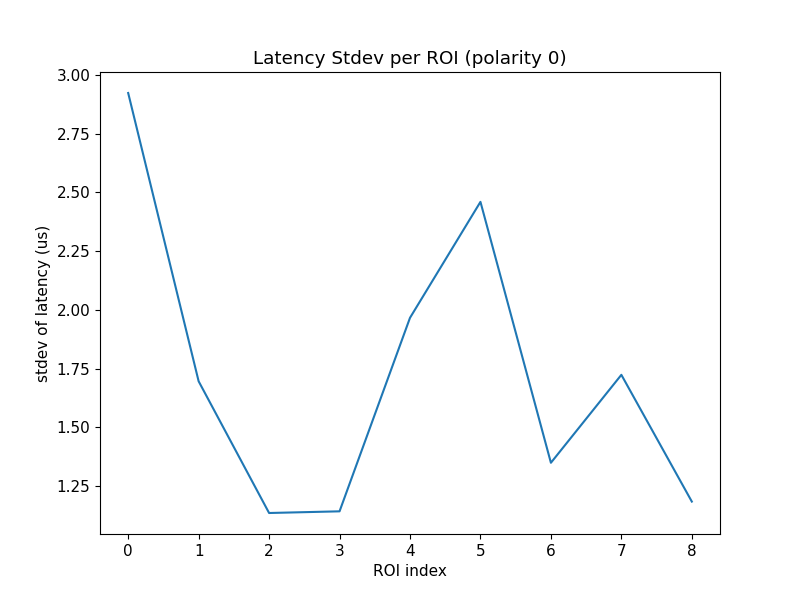 Latency Stdev per ROI (polarity 0)
3.00
2.75
2.50
2.25
2.00
1.75
1.50
1.25
stdev of latency (us)
0 1 2 3 4 5 6 7 8
ROI index